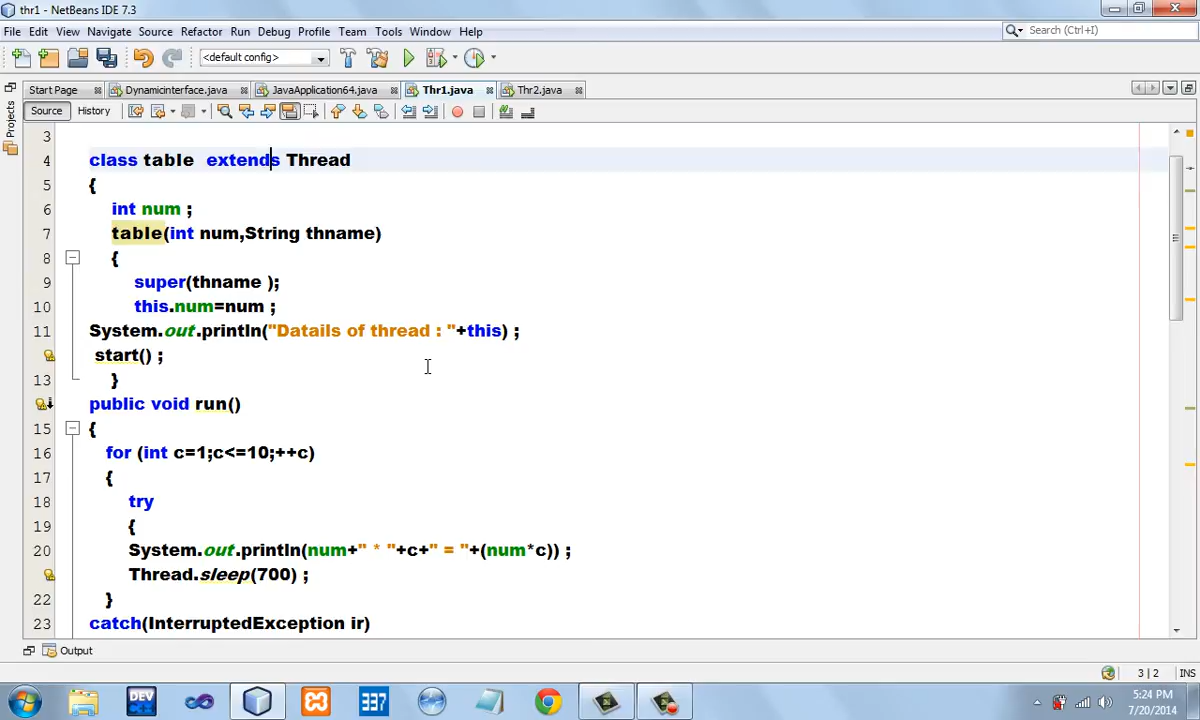 thr1 - NetBeans IDE 7.3
File Edit View Navigate Source Refactor Run Debug Profile Team Tools Window Help
Search (Ctrl+I)
<default config>
Start Page Dynamicinterface.java JavaApplication64.java Thr1.java Thr2.java
Projects
Source History
3
4 class table extends Thread
5 {
6 int num ;
7 table(int num,String thname)
8 {
9 super(thname );
10 this.num=num ;
11 System.out.println("Datails of thread : "+this) ;
start() ;
13 }
public void run()
15 {
16 for (int c=1;c<=10;++c)
17 {
18 try
19 {
20 System.out.println(num+" * "+c+" = "+(num*c)) ;
Thread.sleep(700) ;
22 }
23 catch(InterruptedException ir)
Output
3 | 2 INS
DEV C++
337
5:24 PM
7/20/2014